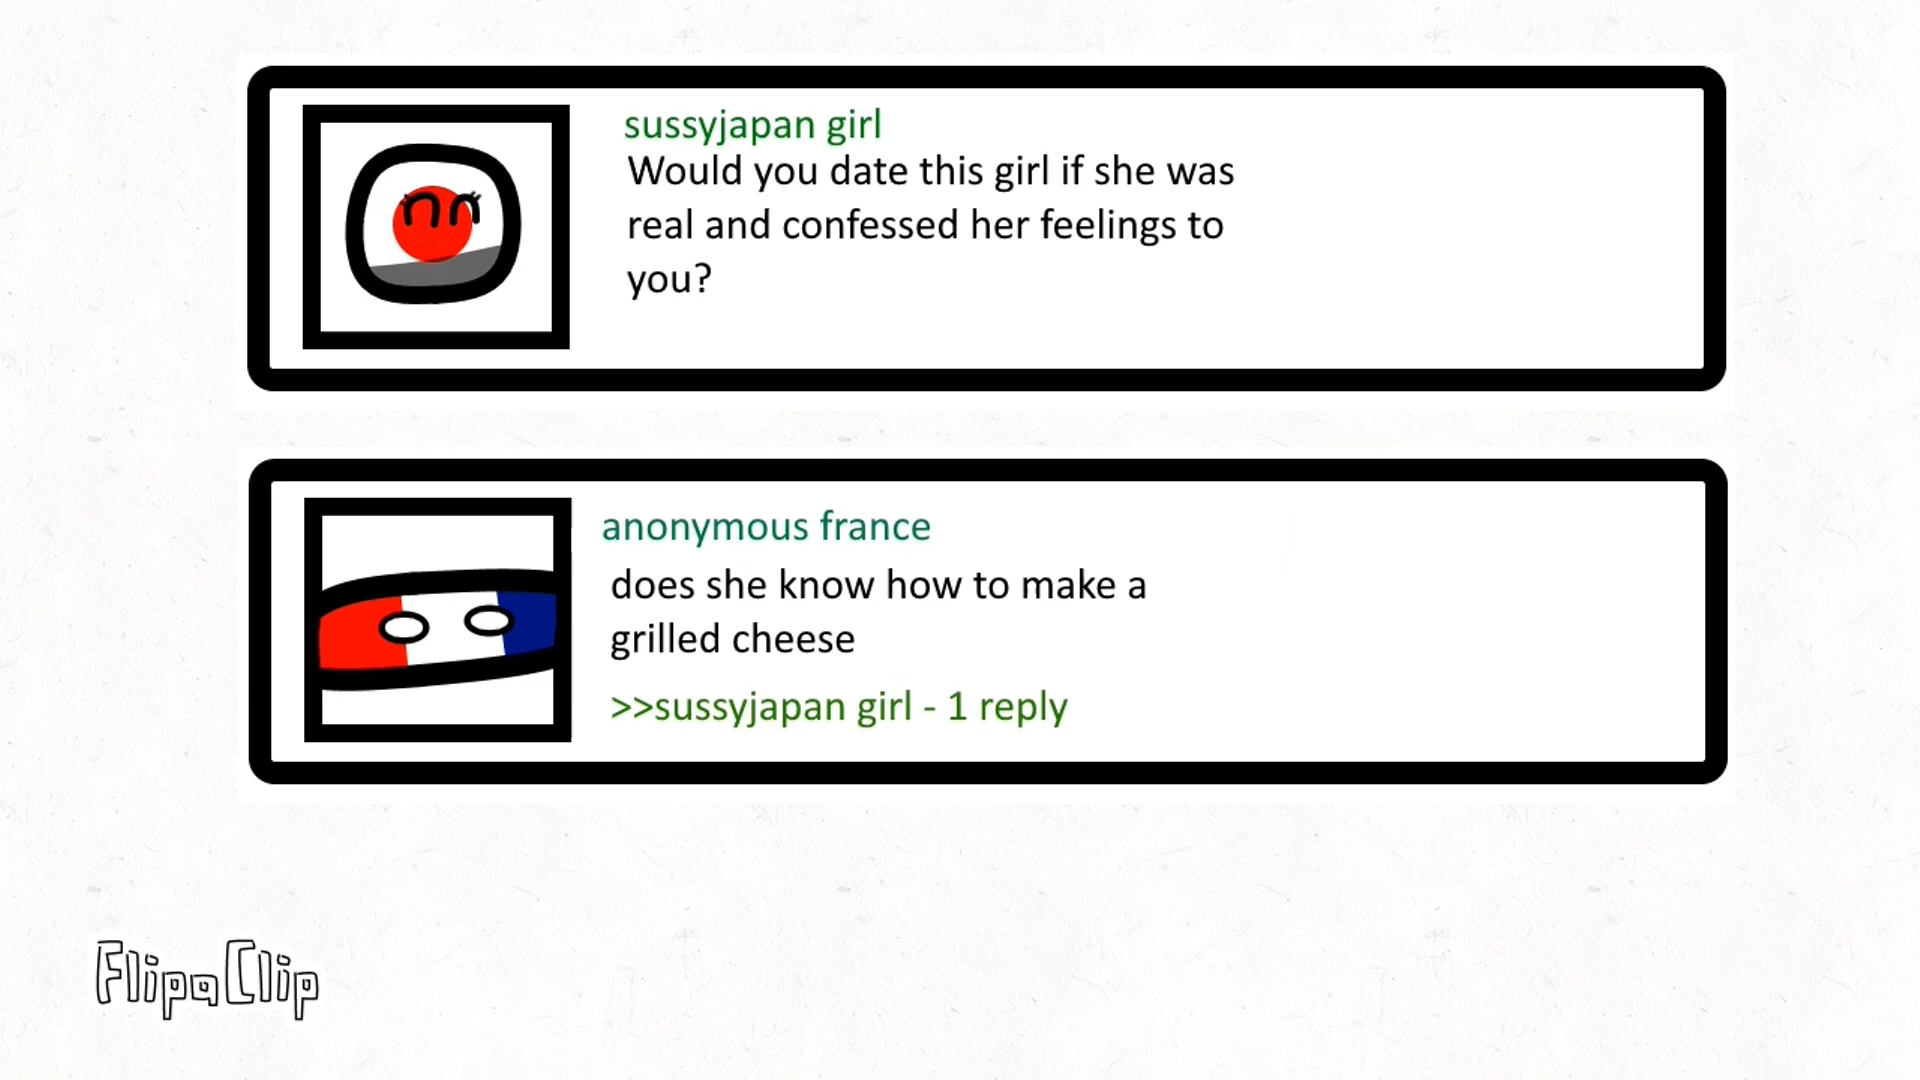 sussyjapan girl
Would you date this girl if she was
real and confessed her feelings to
you?
anonymous france
does she know how to make a
grilled cheese
>>sussyjapan girl - 1 reply
FlipaClip